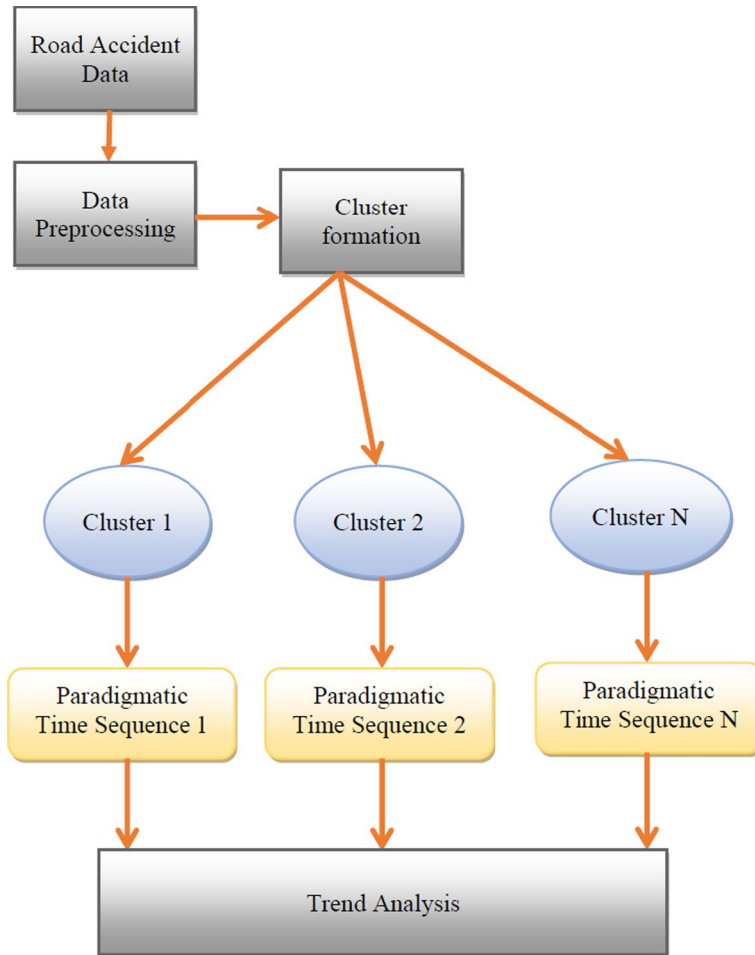 Road Accident
Data
Data
Preprocessing
Cluster
formation
Cluster 1
Cluster 2
Cluster N
Paradigmatic
Time Sequence 1
Paradigmatic
Time Sequence 2
Paradigmatic
Time Sequence N
Trend Analysis